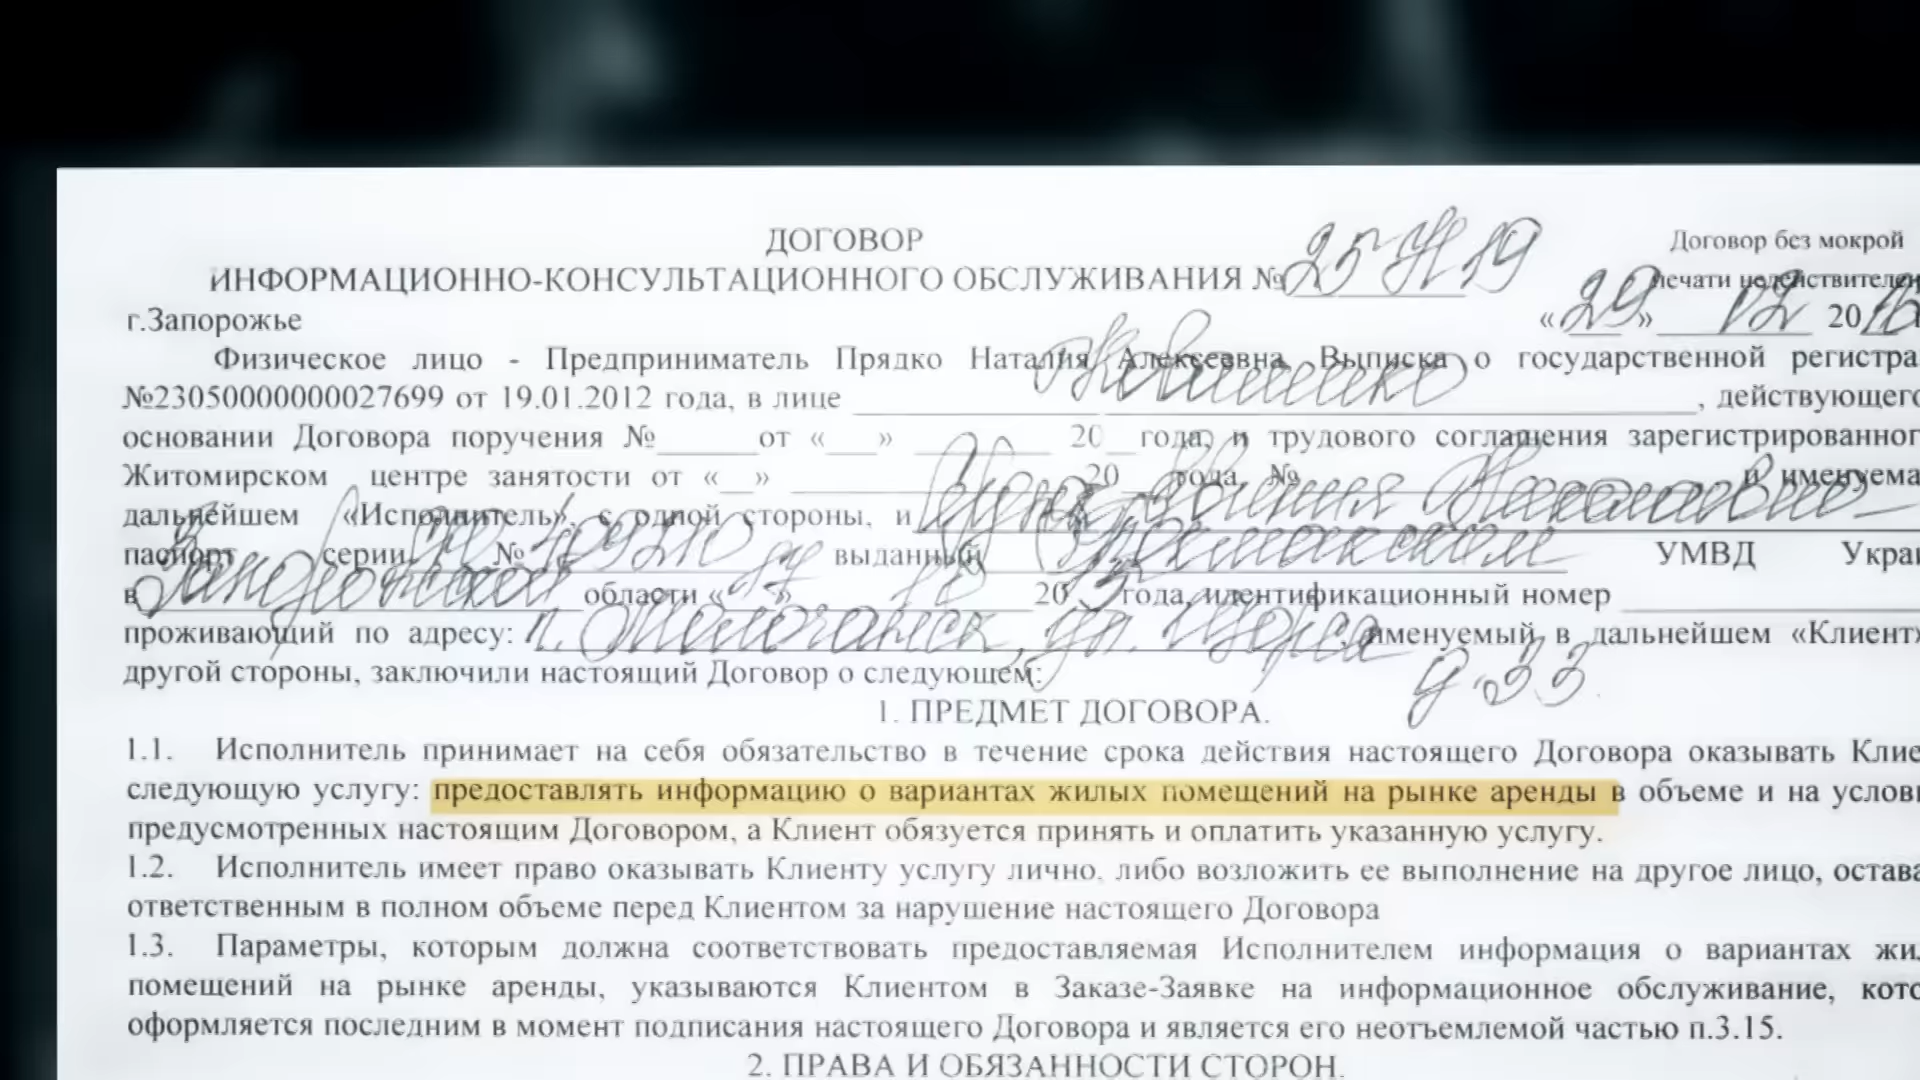 ДОГОВОР
Договор без мокрой
ИНФОРМАЦИОННО-КОНСУЛЬТАЦИОННОГО ОБСЛУЖИВАНИЯ №
печати недействителен
г.Запорожье «29» 12 20
Физическое лицо - Предприниматель Прядко Наталия Алексеевна, Выписка о государственной регистра
№23050000000027699 от 19.01.2012 года, в лице , действующего
основании Договора поручения № от « » 20 года, и трудового соглашения зарегистрированног
Житомирском центре занятости от « » 20 года, № и именуема
дальнейшем «Исполнитель», с одной стороны, и
паспорт серии № выданный УМВД Украи
в области « » 20 года, идентификационный номер
проживающий по адресу: г. Молочанск, ул. Щорса именуемый в дальнейшем «Клиент»
д. 33
другой стороны, заключили настоящий Договор о следующем:
1. ПРЕДМЕТ ДОГОВОРА.
1.1. Исполнитель принимает на себя обязательство в течение срока действия настоящего Договора оказывать Клие
следующую услугу: предоставлять информацию о вариантах жилых помещений на рынке аренды в объеме и на услови
предусмотренных настоящим Договором, а Клиент обязуется принять и оплатить указанную услугу.
1.2. Исполнитель имеет право оказывать Клиенту услугу лично, либо возложить ее выполнение на другое лицо, остава
ответственным в полном объеме перед Клиентом за нарушение настоящего Договора
1.3. Параметры, которым должна соответствовать предоставляемая Исполнителем информация о вариантах жил
помещений на рынке аренды, указываются Клиентом в Заказе-Заявке на информационное обслуживание, кото
оформляется последним в момент подписания настоящего Договора и является его неотъемлемой частью п.3.15.
2. ПРАВА И ОБЯЗАННОСТИ СТОРОН.